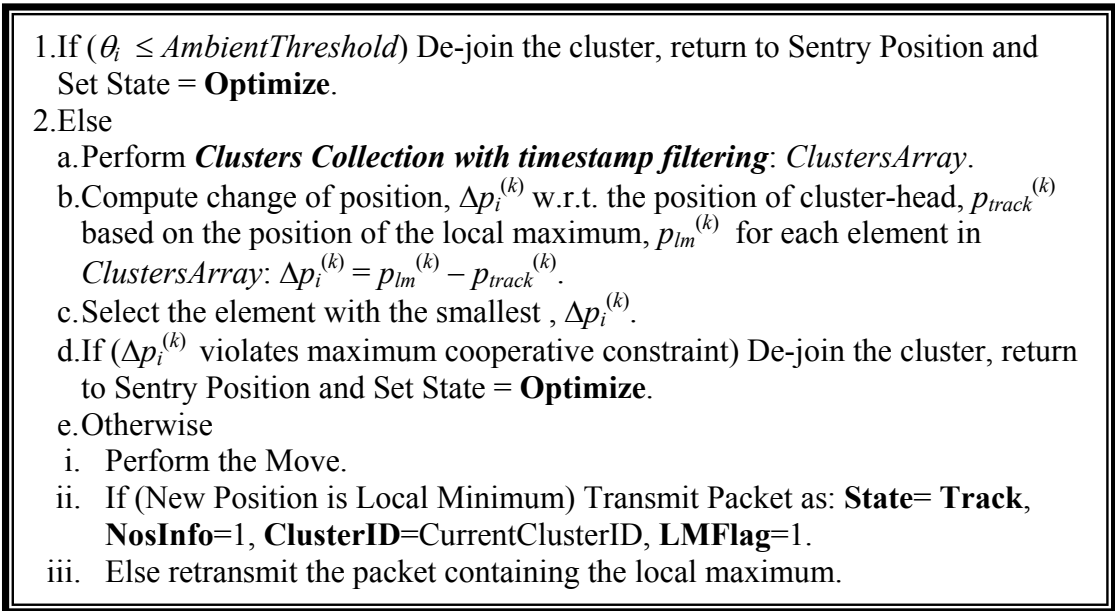 1.If (θi ≤ AmbientThreshold) De-join the cluster, return to Sentry Position and
Set State = Optimize.
2.Else
a.Perform Clusters Collection with timestamp filtering: ClustersArray.
b.Compute change of position, Δpi(k) w.r.t. the position of cluster-head, ptrack(k)
based on the position of the local maximum, plm(k) for each element in
ClustersArray: Δpi(k) = plm(k) – ptrack(k).
c.Select the element with the smallest , Δpi(k).
d.If (Δpi(k) violates maximum cooperative constraint) De-join the cluster, return
to Sentry Position and Set State = Optimize.
e.Otherwise
i. Perform the Move.
ii. If (New Position is Local Minimum) Transmit Packet as: State= Track,
NosInfo=1, ClusterID=CurrentClusterID, LMFlag=1.
iii. Else retransmit the packet containing the local maximum.